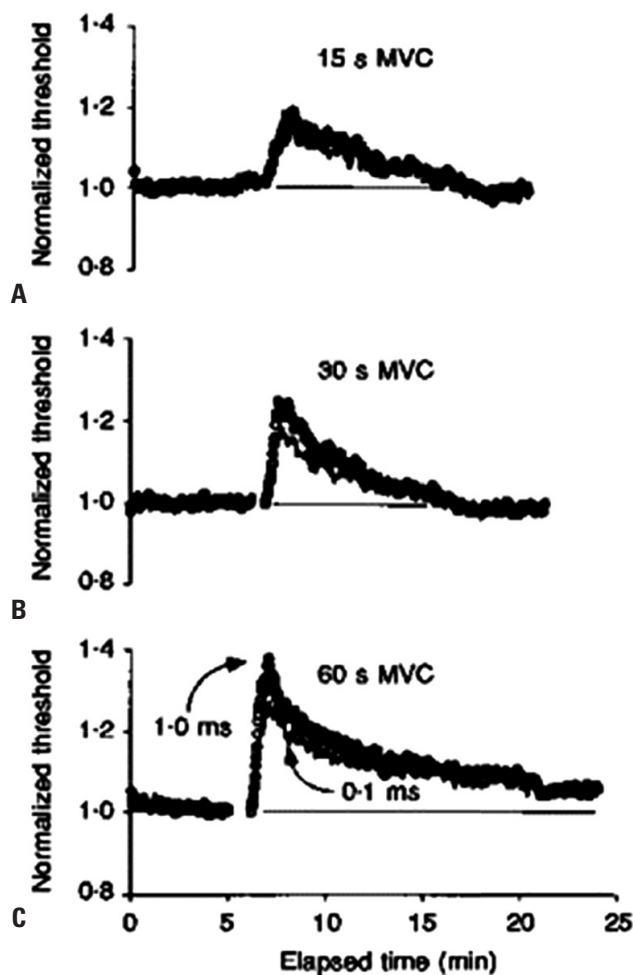 1·4
15 s MVC
1·2
Normalized threshold
1·0
0·8
A
1·4
30 s MVC
1·2
Normalized threshold
1·0
0·8
B
1·4
60 s MVC
1·0 ms
1·2
Normalized threshold
0·1 ms
1·0
0·8
C
0 5 10 15 20 25
Elapsed time (min)